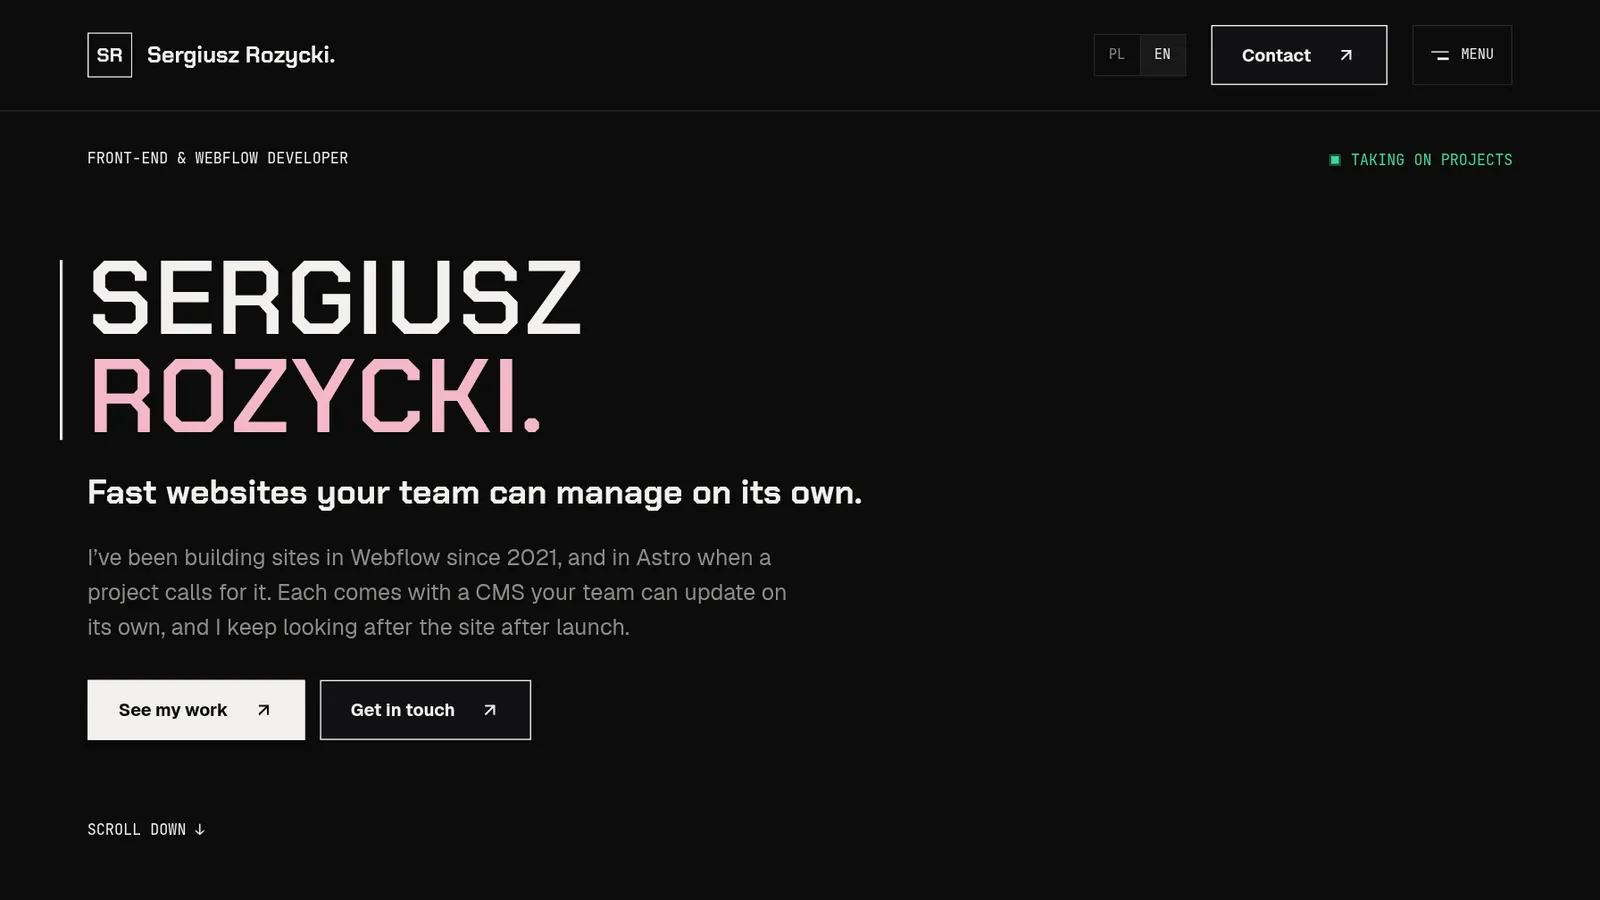 SR
Sergiusz Rozycki.
PL
EN
Contact
MENU
FRONT-END & WEBFLOW DEVELOPER
TAKING ON PROJECTS
SERGIUSZ
ROZYCKI.
Fast websites your team can manage on its own.
I’ve been building sites in Webflow since 2021, and in Astro when a
project calls for it. Each comes with a CMS your team can update on
its own, and I keep looking after the site after launch.
See my work
Get in touch
SCROLL DOWN ↓